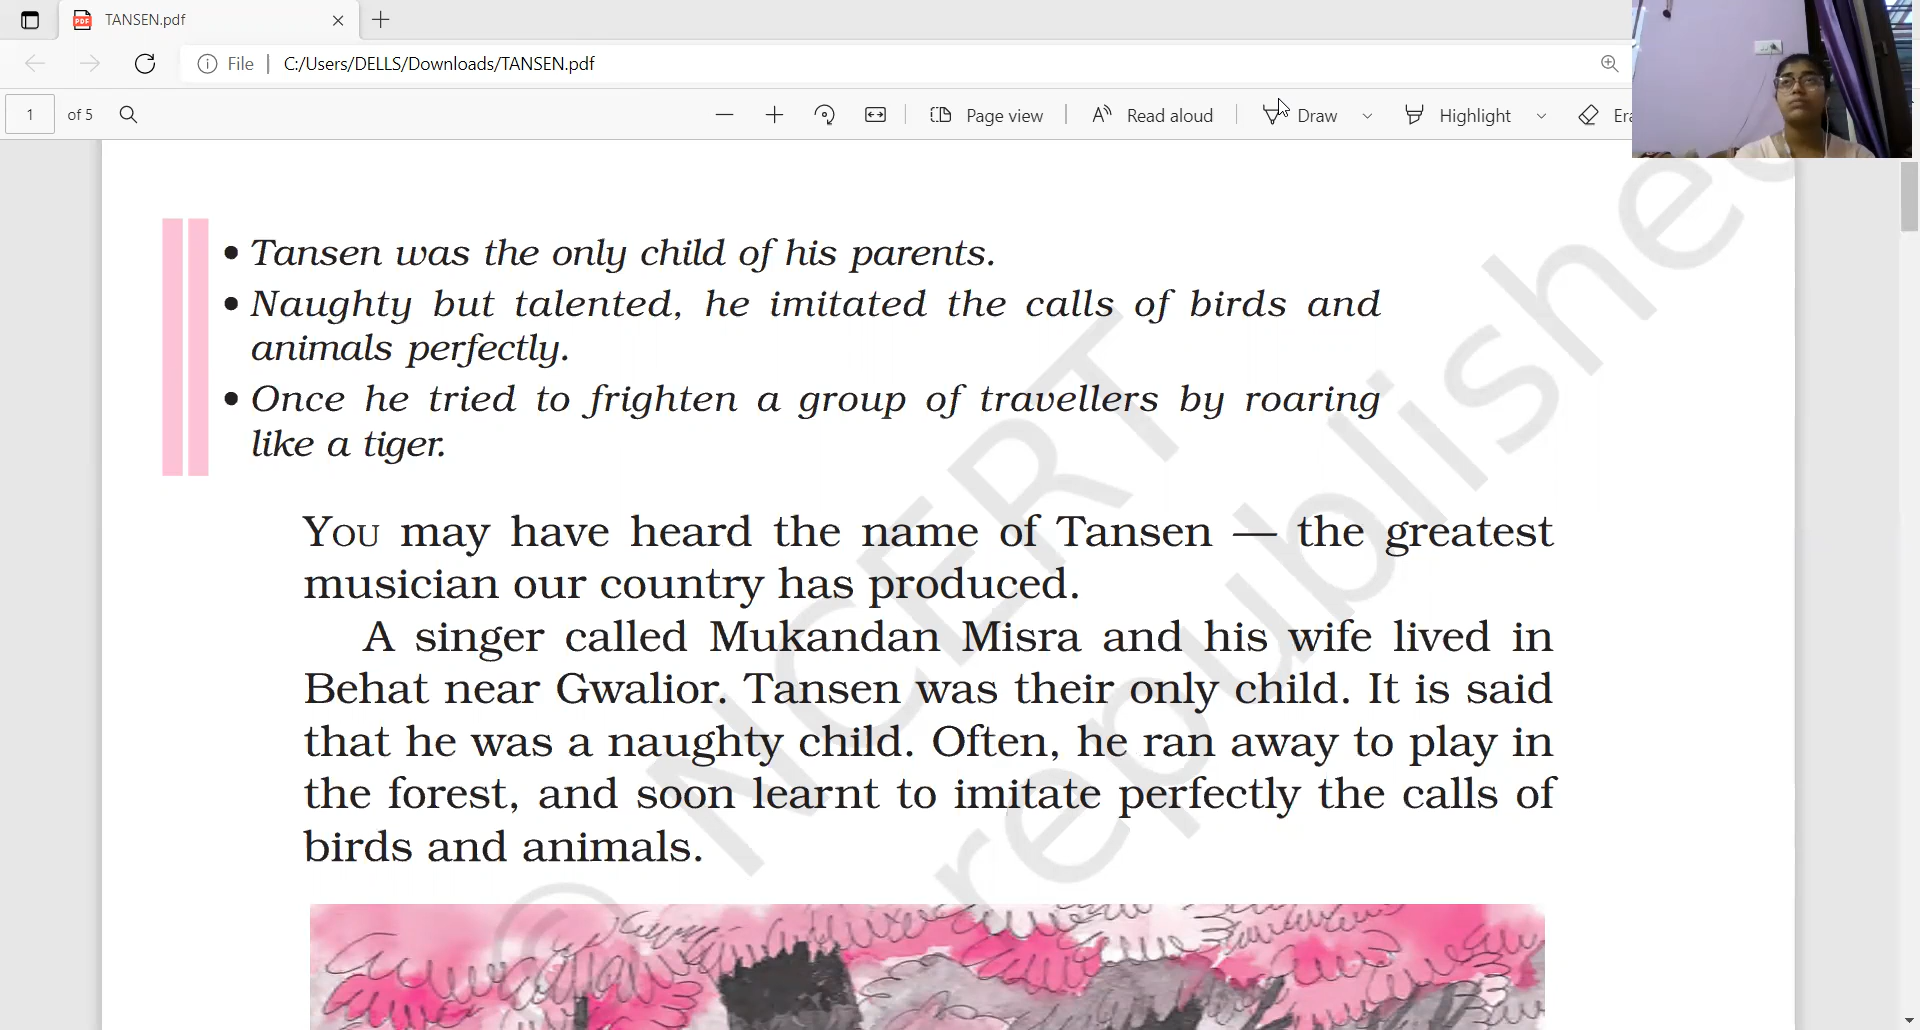 TANSEN.pdf
File
C:/Users/DELLS/Downloads/TANSEN.pdf
1 of 5
Page view
Read aloud
Draw
Highlight
Era
• Tansen was the only child of his parents.
• Naughty but talented, he imitated the calls of birds and
animals perfectly.
• Once he tried to frighten a group of travellers by roaring
like a tiger.
YOU may have heard the name of Tansen — the greatest
musician our country has produced.
A singer called Mukandan Misra and his wife lived in
Behat near Gwalior. Tansen was their only child. It is said
that he was a naughty child. Often, he ran away to play in
the forest, and soon learnt to imitate perfectly the calls of
birds and animals.
© NCERT
republished